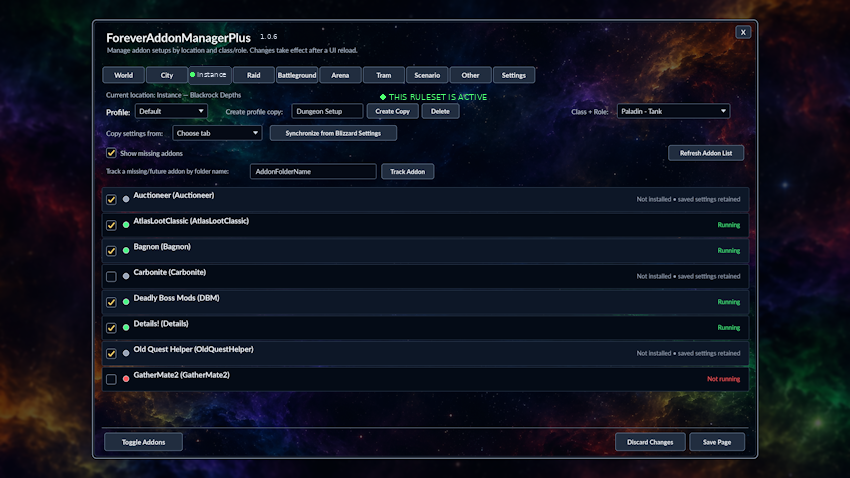 ForeverAddonManagerPlus 1.0.6
X
Manage addon setups by location and class/role. Changes take effect after a UI reload.
World City Instance Raid Battleground Arena Tram Scenario Other Settings
Current location: Instance — Blackrock Depths
THIS RULESET IS ACTIVE
Profile: Default Create profile copy: Dungeon Setup Create Copy Delete Class + Role: Paladin - Tank
Copy settings from: Choose tab Synchronize from Blizzard Settings
Show missing addons Refresh Addon List
Track a missing/future addon by folder name: AddonFolderName Track Addon
Auctioneer (Auctioneer) Not installed • saved settings retained
AtlasLootClassic (AtlasLootClassic) Running
Bagnon (Bagnon) Running
Carbonite (Carbonite) Not installed • saved settings retained
Deadly Boss Mods (DBM) Running
Details! (Details) Running
Old Quest Helper (OldQuestHelper) Not installed • saved settings retained
GatherMate2 (GatherMate2) Not running
Toggle Addons Discard Changes Save Page